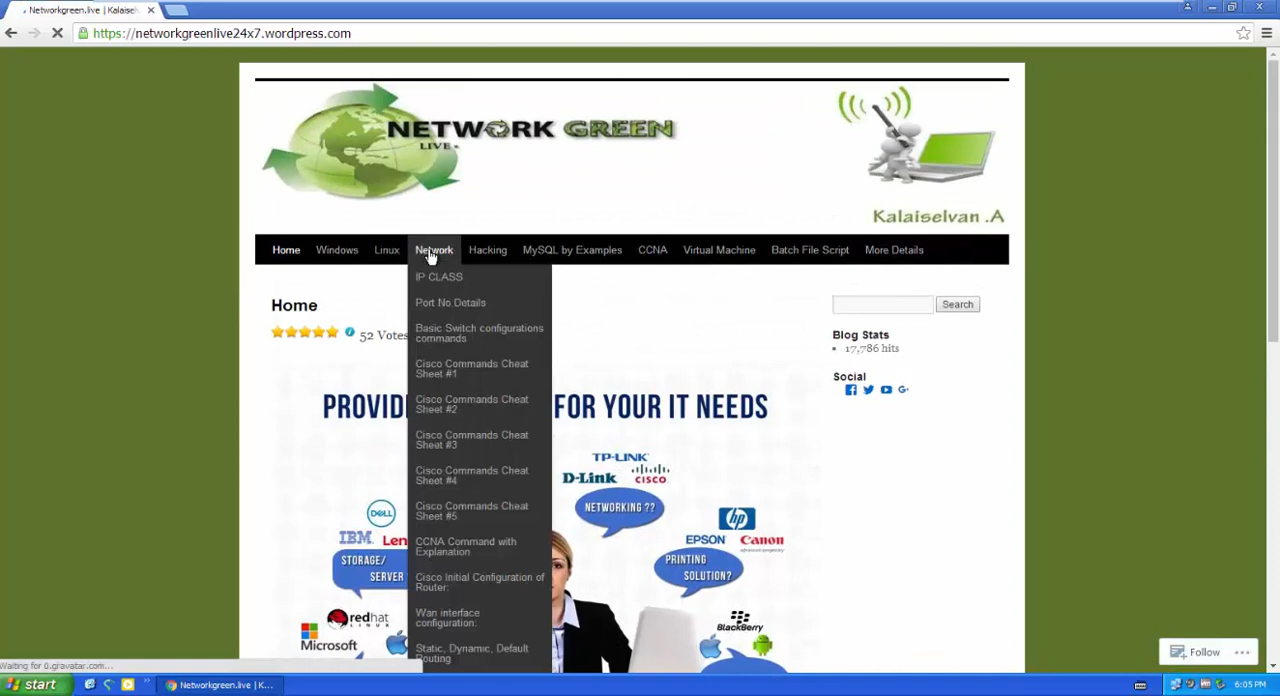 Networkgreen.live | Kalaisel
https://networkgreenlive24x7.wordpress.com
NETWORK GREEN
LIVE
Kalaiselvan .A
Home Windows Linux Network Hacking MySQL by Examples CCNA Virtual Machine Batch File Script More Details
IP CLASS
Port No Details
Basic Switch configurations
commands
Cisco Commands Cheat
Sheet #1
Cisco Commands Cheat
Sheet #2
Cisco Commands Cheat
Sheet #3
Cisco Commands Cheat
Sheet #4
Cisco Commands Cheat
Sheet #5
CCNA Command with
Explanation
Cisco Initial Configuration of
Router:
Wan interface
configuration:
Static, Dynamic, Default
Routing
Home
52 Votes
Search
Blog Stats
17,786 hits
Social
PROVID FOR YOUR IT NEEDS
TP-LINK
D-Link
CISCO
NETWORKING ??
DELL
IBM Len
STORAGE/
SERVER
hp
EPSON Canon
PRINTING
SOLUTION?
redhat
LINUX
Microsoft
BlackBerry
Follow
Waiting for 0.gravatar.com...
start
Networkgreen.live | K...
6:05 PM